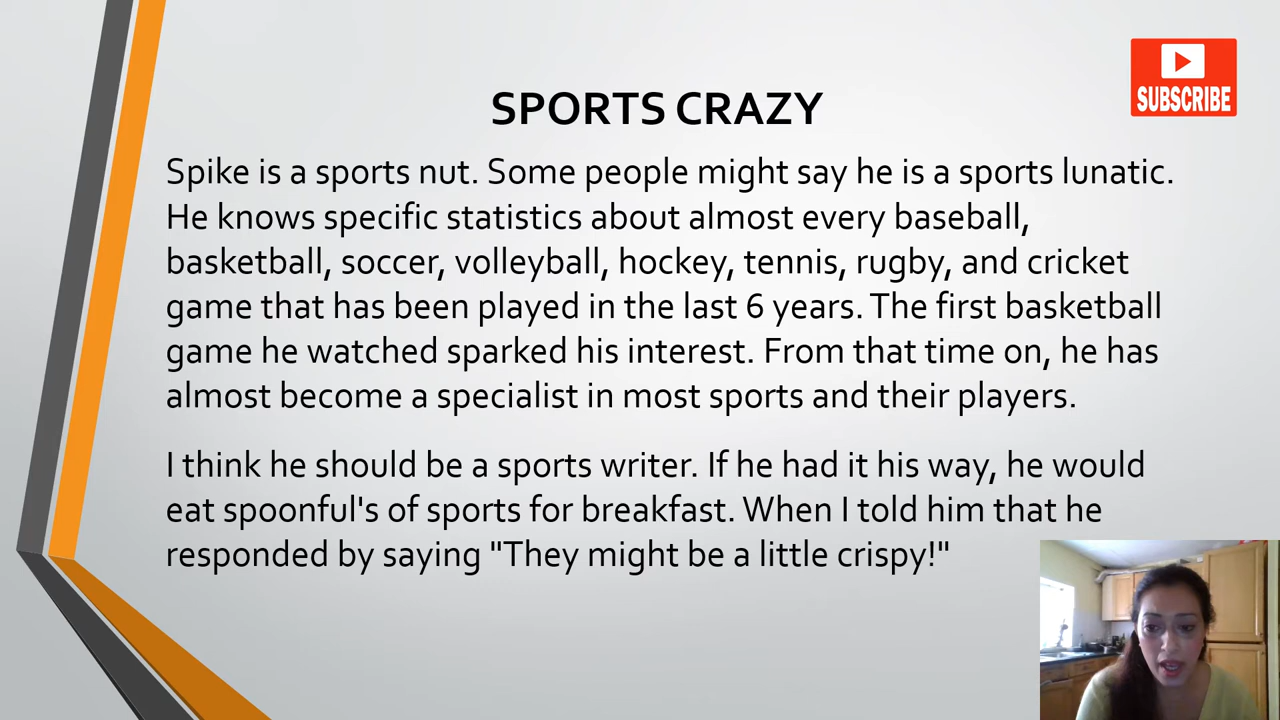 SUBSCRIBE
SPORTS CRAZY
Spike is a sports nut. Some people might say he is a sports lunatic.
He knows specific statistics about almost every baseball,
basketball, soccer, volleyball, hockey, tennis, rugby, and cricket
game that has been played in the last 6 years. The first basketball
game he watched sparked his interest. From that time on, he has
almost become a specialist in most sports and their players.
I think he should be a sports writer. If he had it his way, he would
eat spoonful's of sports for breakfast. When I told him that he
responded by saying "They might be a little crispy!"